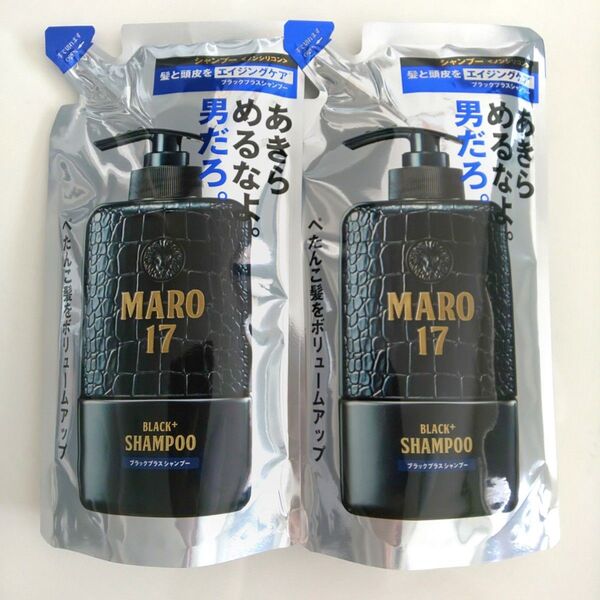 シャンプー <ノンシリコン>
髪と頭皮を エイジングケア
ブラックプラスシャンプー
あきら
めるなよ。
男だろ。
ぺたんこ髪をボリュームアップ
MARO
17
BLACK+
SHAMPOO
ブラックプラスシャンプー
シャンプー <ノンシリコン>
髪と頭皮を エイジングケア
ブラックプラスシャンプー
あきら
めるなよ。
男だろ。
ぺたんこ髪をボリュームアップ
MARO
17
BLACK+
SHAMPOO
ブラックプラスシャンプー